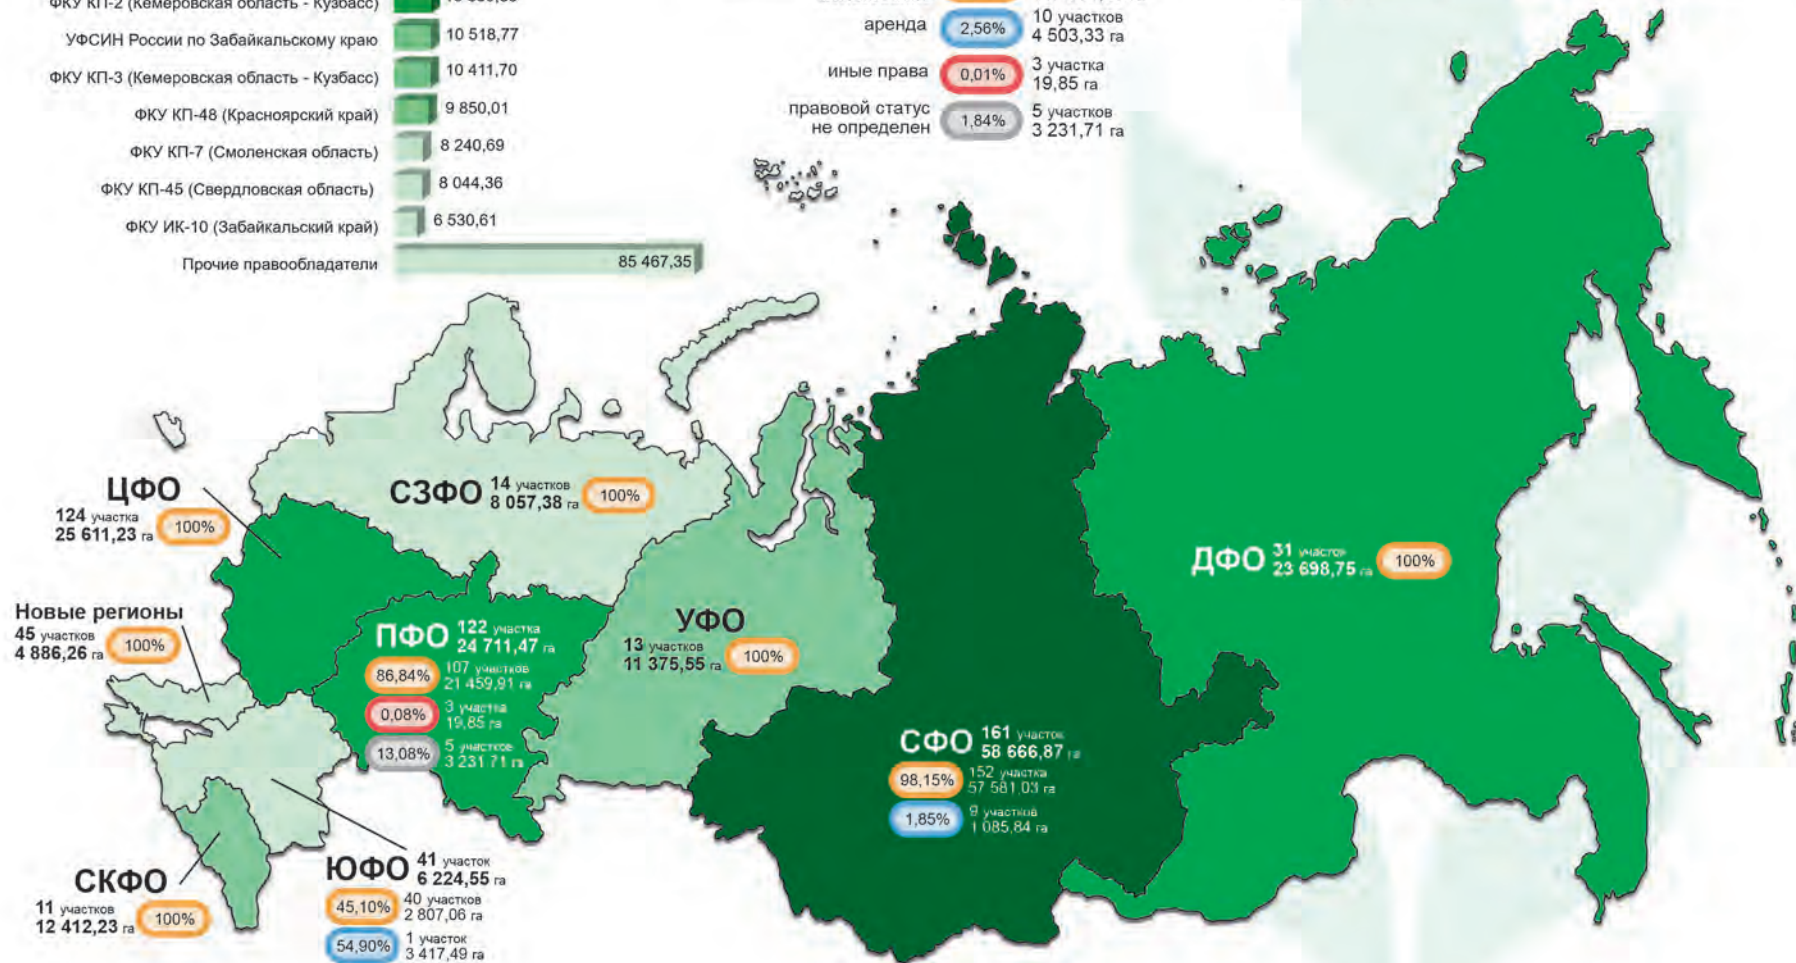 ФКУ КП-2 (Кемеровская область - Кузбасс)
УФСИН России по Забайкальскому краю 10 518,77
ФКУ КП-3 (Кемеровская область - Кузбасс) 10 411,70
ФКУ КП-48 (Красноярский край) 9 850,01
ФКУ КП-7 (Смоленская область) 8 240,69
ФКУ КП-45 (Свердловская область) 8 044,36
ФКУ ИК-10 (Забайкальский край) 6 530,61
Прочие правообладатели 85 467,35
аренда 2,56% 10 участков
4 503,33 га
иные права 0,01% 3 участка
19,85 га
правовой статус
не определен 1,84% 5 участков
3 231,71 га
ЦФО
124 участка
25 611,23 га 100%
СЗФО 14 участков
8 057,38 га 100%
Новые регионы
45 участков
4 886,26 га 100%
ПФО 122 участка
24 711,47 га
86,84% 107 участков
21 459,91 га
0,08% 3 участка
19,85 га
13,08% 5 участков
3 231,71 га
УФО
13 участков
11 375,55 га 100%
ДФО 31 участок
23 698,75 га 100%
СФО 161 участок
58 666,87 га
98,15% 152 участка
57 581,03 га
1,85% 9 участков
1 085,84 га
СКФО
11 участков
12 412,23 га 100%
ЮФО 41 участок
6 224,55 га
45,10% 40 участков
2 807,06 га
54,90% 1 участок
3 417,49 га